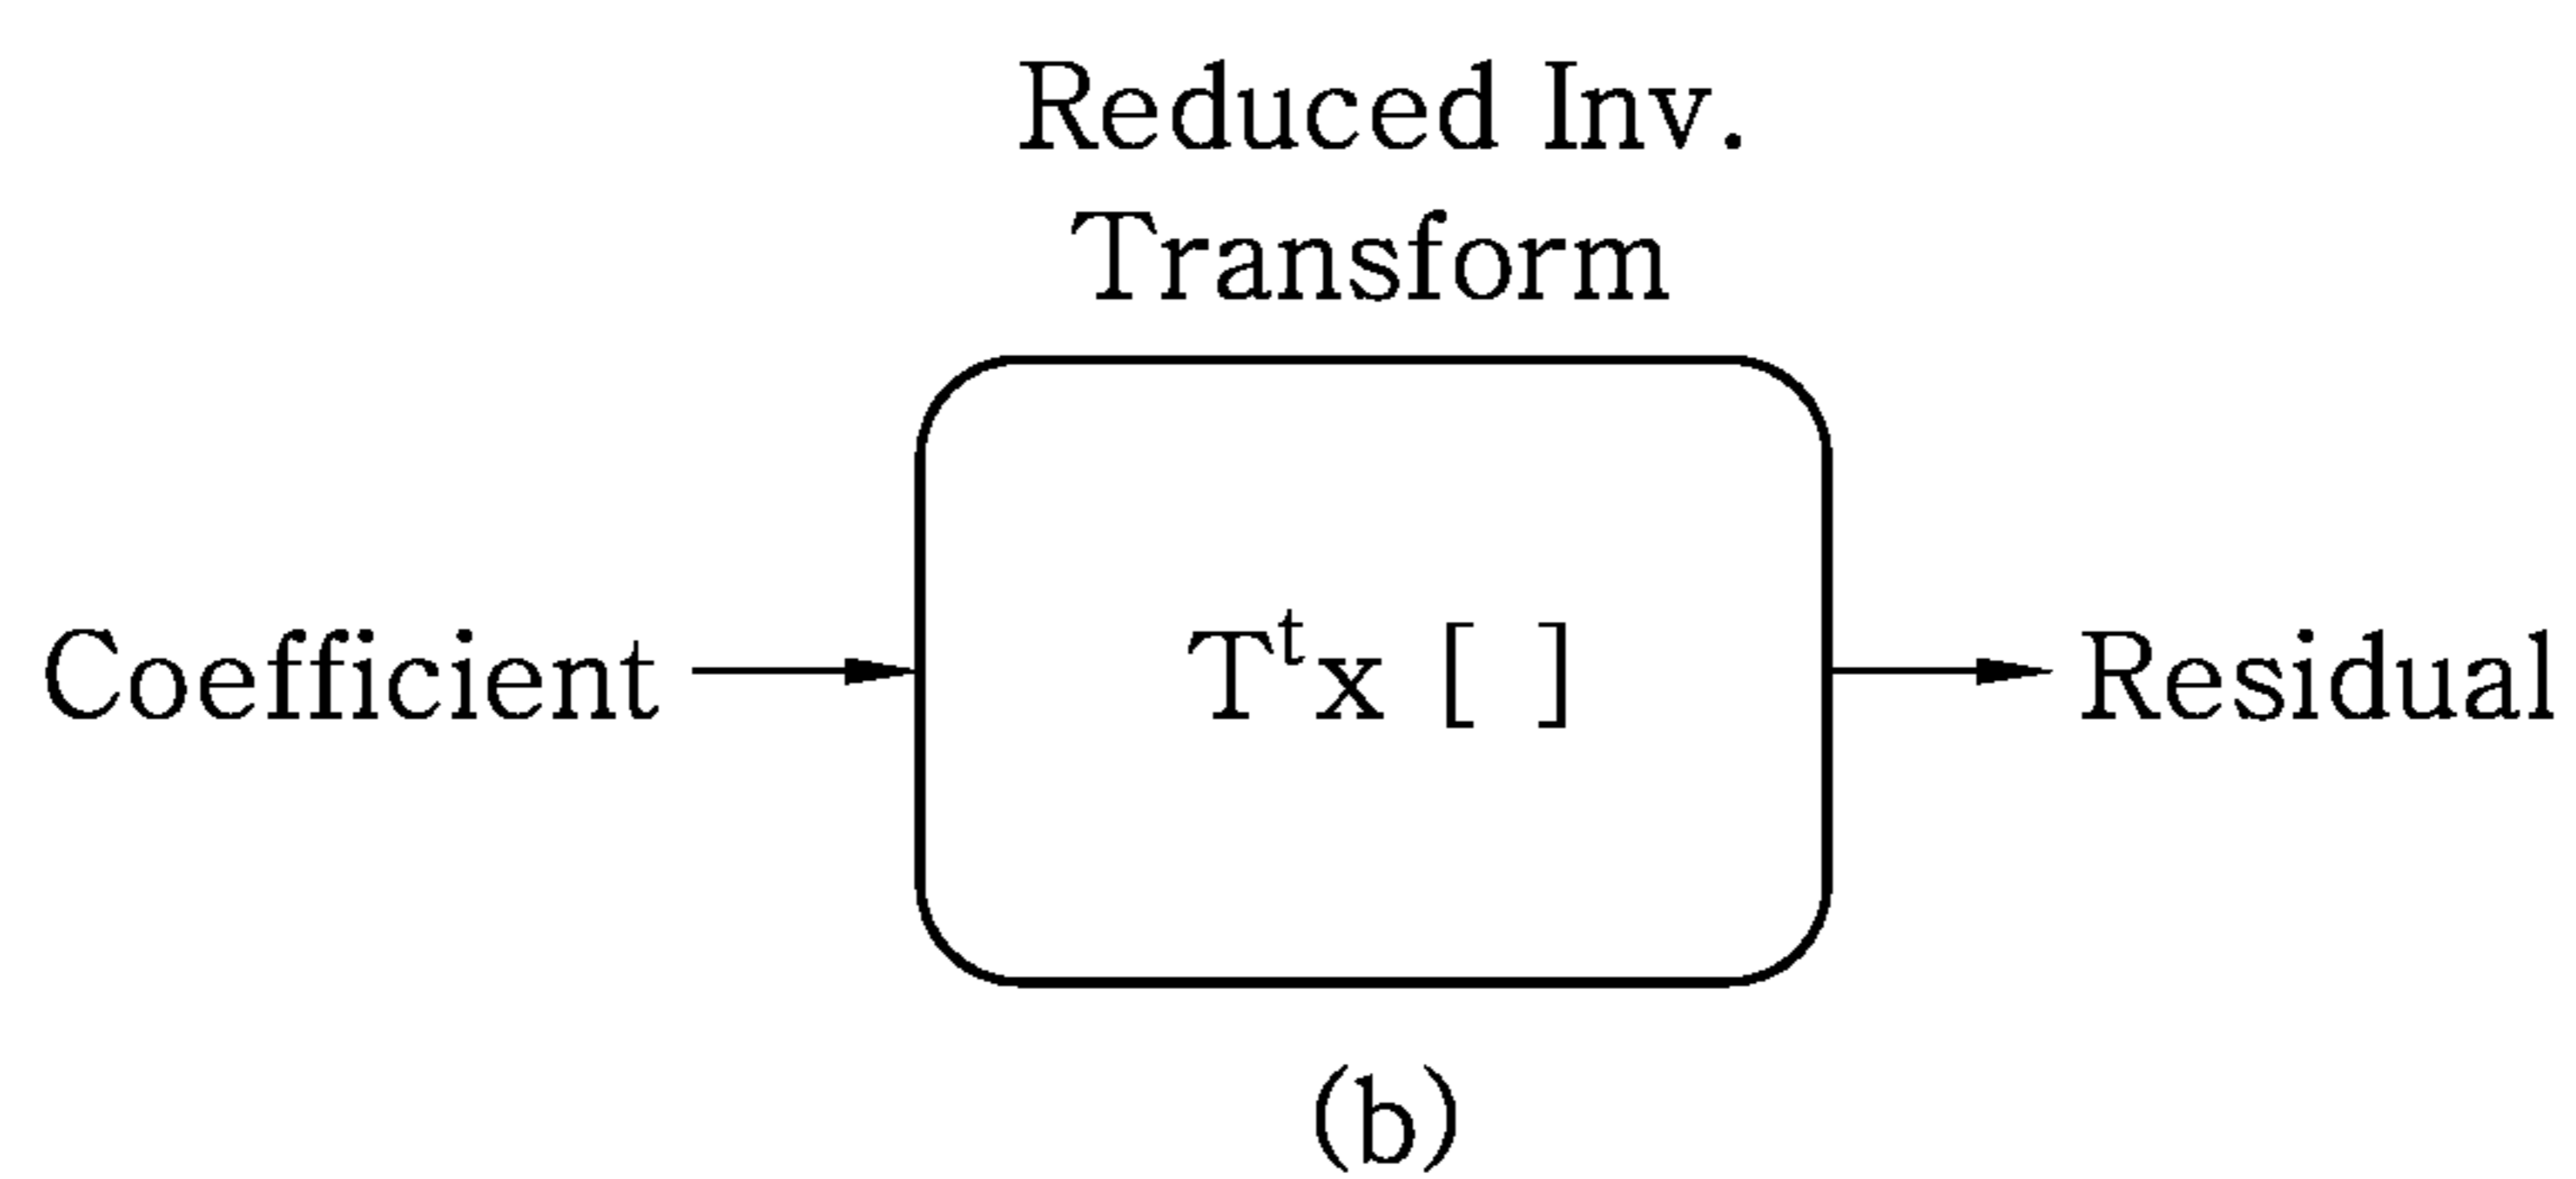 Reduced Inv.
Transform
Coefficient
Tᵗx [ ]
Residual
(b)